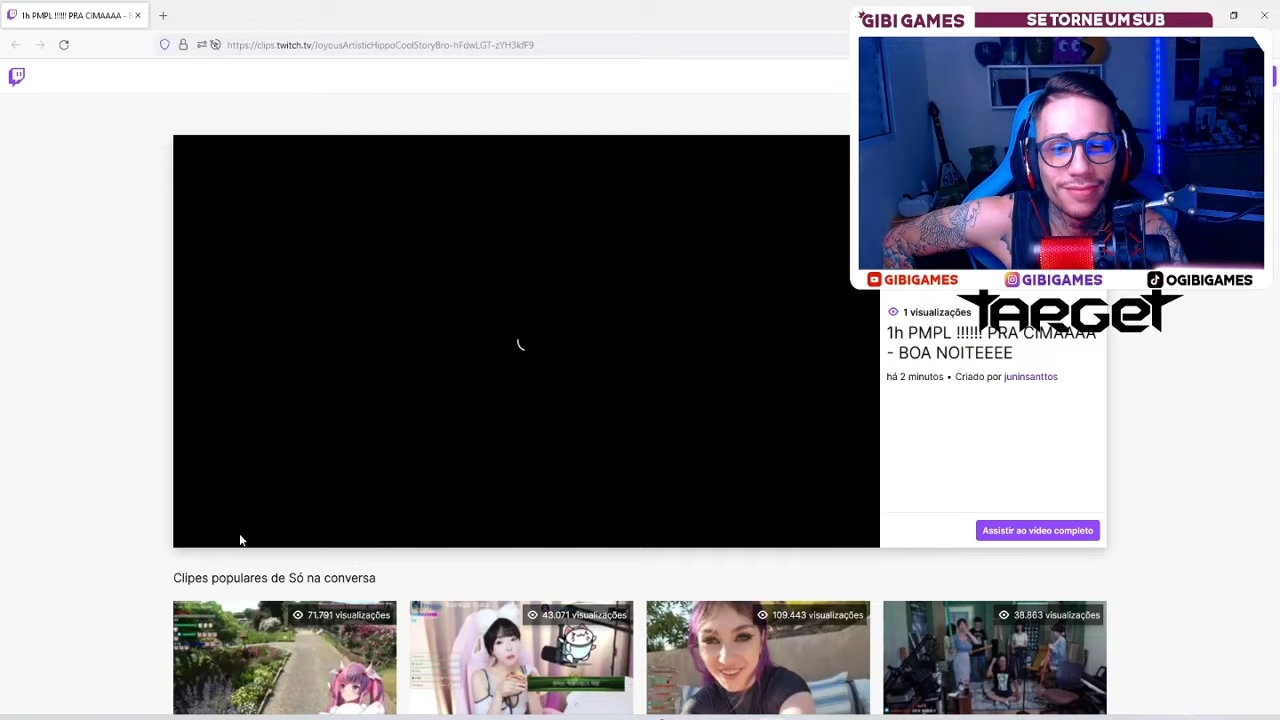 1h PMPL !!!!!! PRA CIMAAAA - E
https://clips.twitch.tv/JoyousArtisticHippoCoolStoryBro-hFdwLGT-zYH3kfF9
GIBI GAMES
SE TORNE UM SUB
GIBIGAMES
GIBIGAMES
OGIBIGAMES
TARGET
1 visualizações
1h PMPL !!!!!! PRA CIMAAAA
- BOA NOITEEEE
há 2 minutos • Criado por juninsanttos
Assistir ao vídeo completo
Clipes populares de Só na conversa
71.791 visualizações
43.071 visualizações
109.443 visualizações
38.863 visualizações